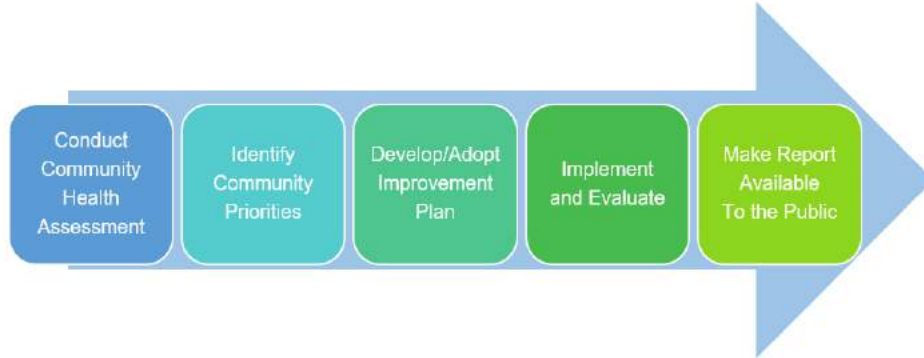 Conduct
Community
Health
Assessment
Identify
Community
Priorities
Develop/Adopt
Improvement
Plan
Implement
and Evaluate
Make Report
Available
To the Public